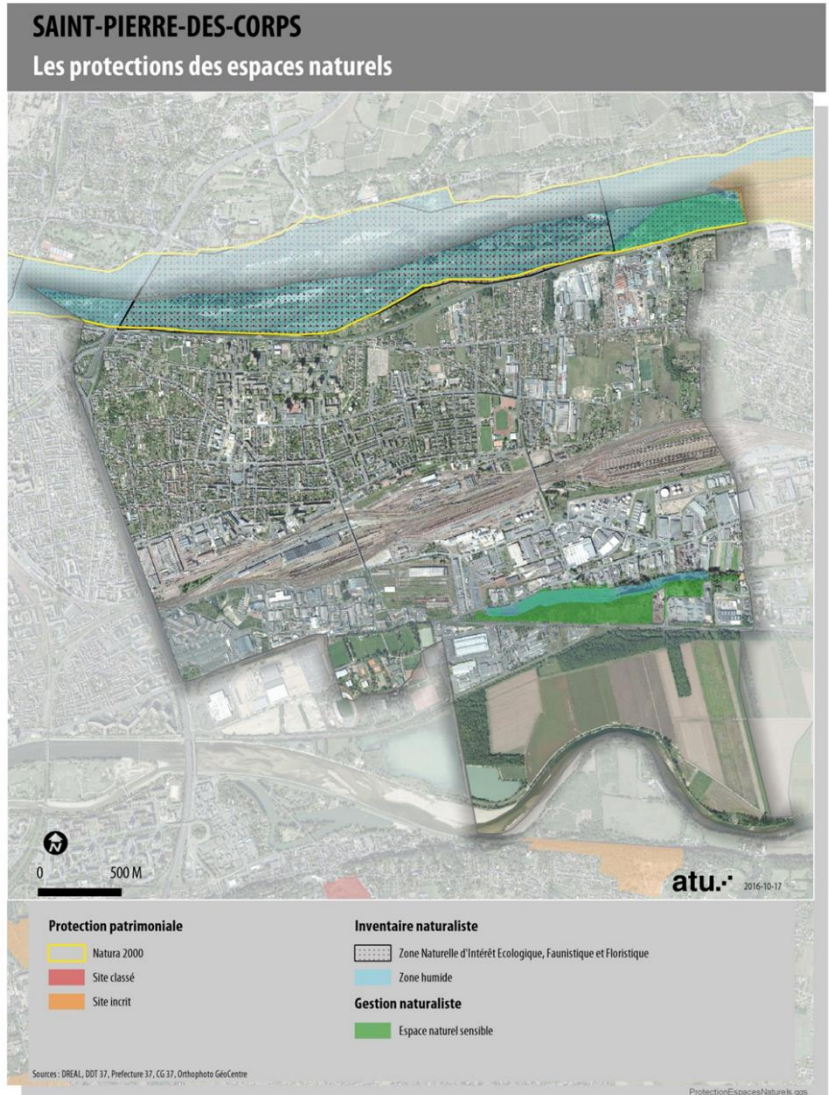 SAINT-PIERRE-DES-CORPS
Les protections des espaces naturels
N
0 500 M
atu.
2016-10-17
Protection patrimoniale
Natura 2000
Site classé
Site incrit
Inventaire naturaliste
Zone Naturelle d'Intérêt Ecologique, Faunistique et Floristique
Zone humide
Gestion naturaliste
Espace naturel sensible
Sources : DREAL, DDT 37, Prefecture 37, CG 37, Orthophoto GéoCentre
ProtectionEspacesNaturels.qgs